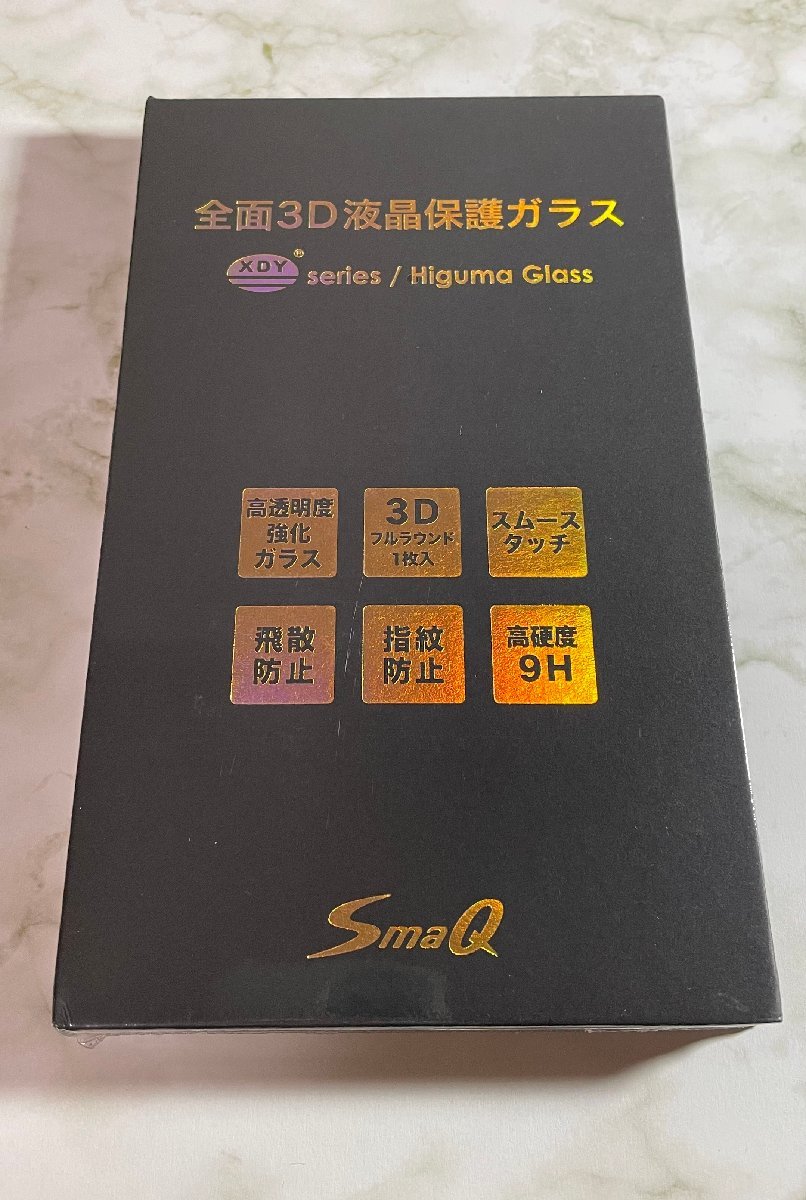 全面3D液晶保護ガラス
XDY® series / Higuma Glass
高透明度
強化
ガラス
3D
フルラウンド
1枚入
スムース
タッチ
飛散
防止
指紋
防止
高硬度
9H
SmaQ